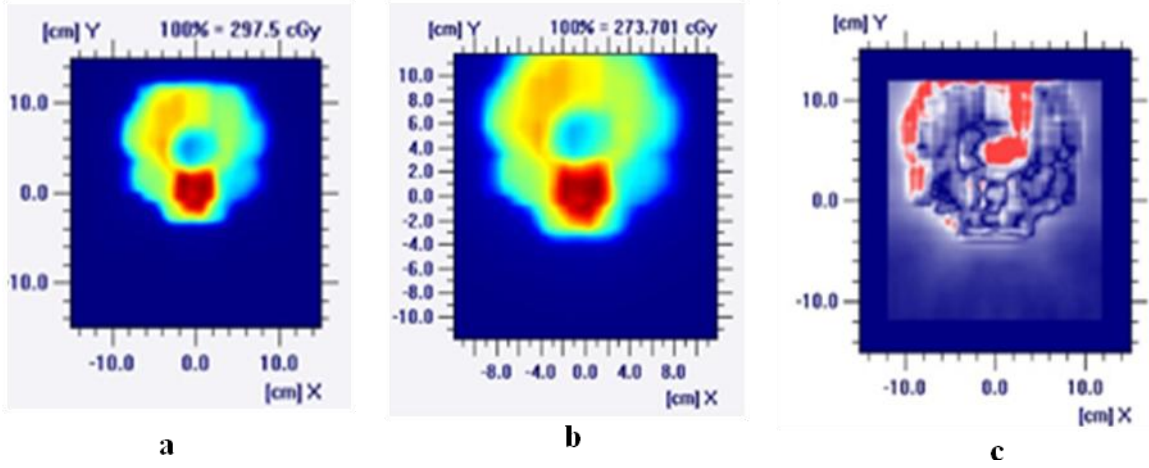 [cm] Y 100% = 297.5 cGy
10.0
0.0
10.0
-10.0 0.0 10.0
[cm] X
a
[cm] Y 100% = 273.701 cGy
10.0
8.0
6.0
4.0
2.0
0.0
-2.0
-4.0
-6.0
-8.0
-10.0
-8.0 -4.0 0.0 4.0 8.0
[cm] X
b
[cm] Y
10.0
0.0
-10.0
-10.0 0.0 10.0
[cm] X
c